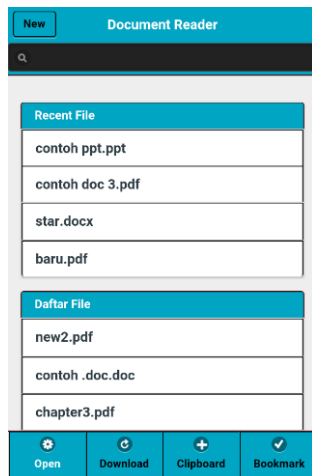 New
Document Reader
Recent File
contoh ppt.ppt
contoh doc 3.pdf
star.docx
baru.pdf
Daftar File
new2.pdf
contoh .doc.doc
chapter3.pdf
Open
Download
Clipboard
Bookmark